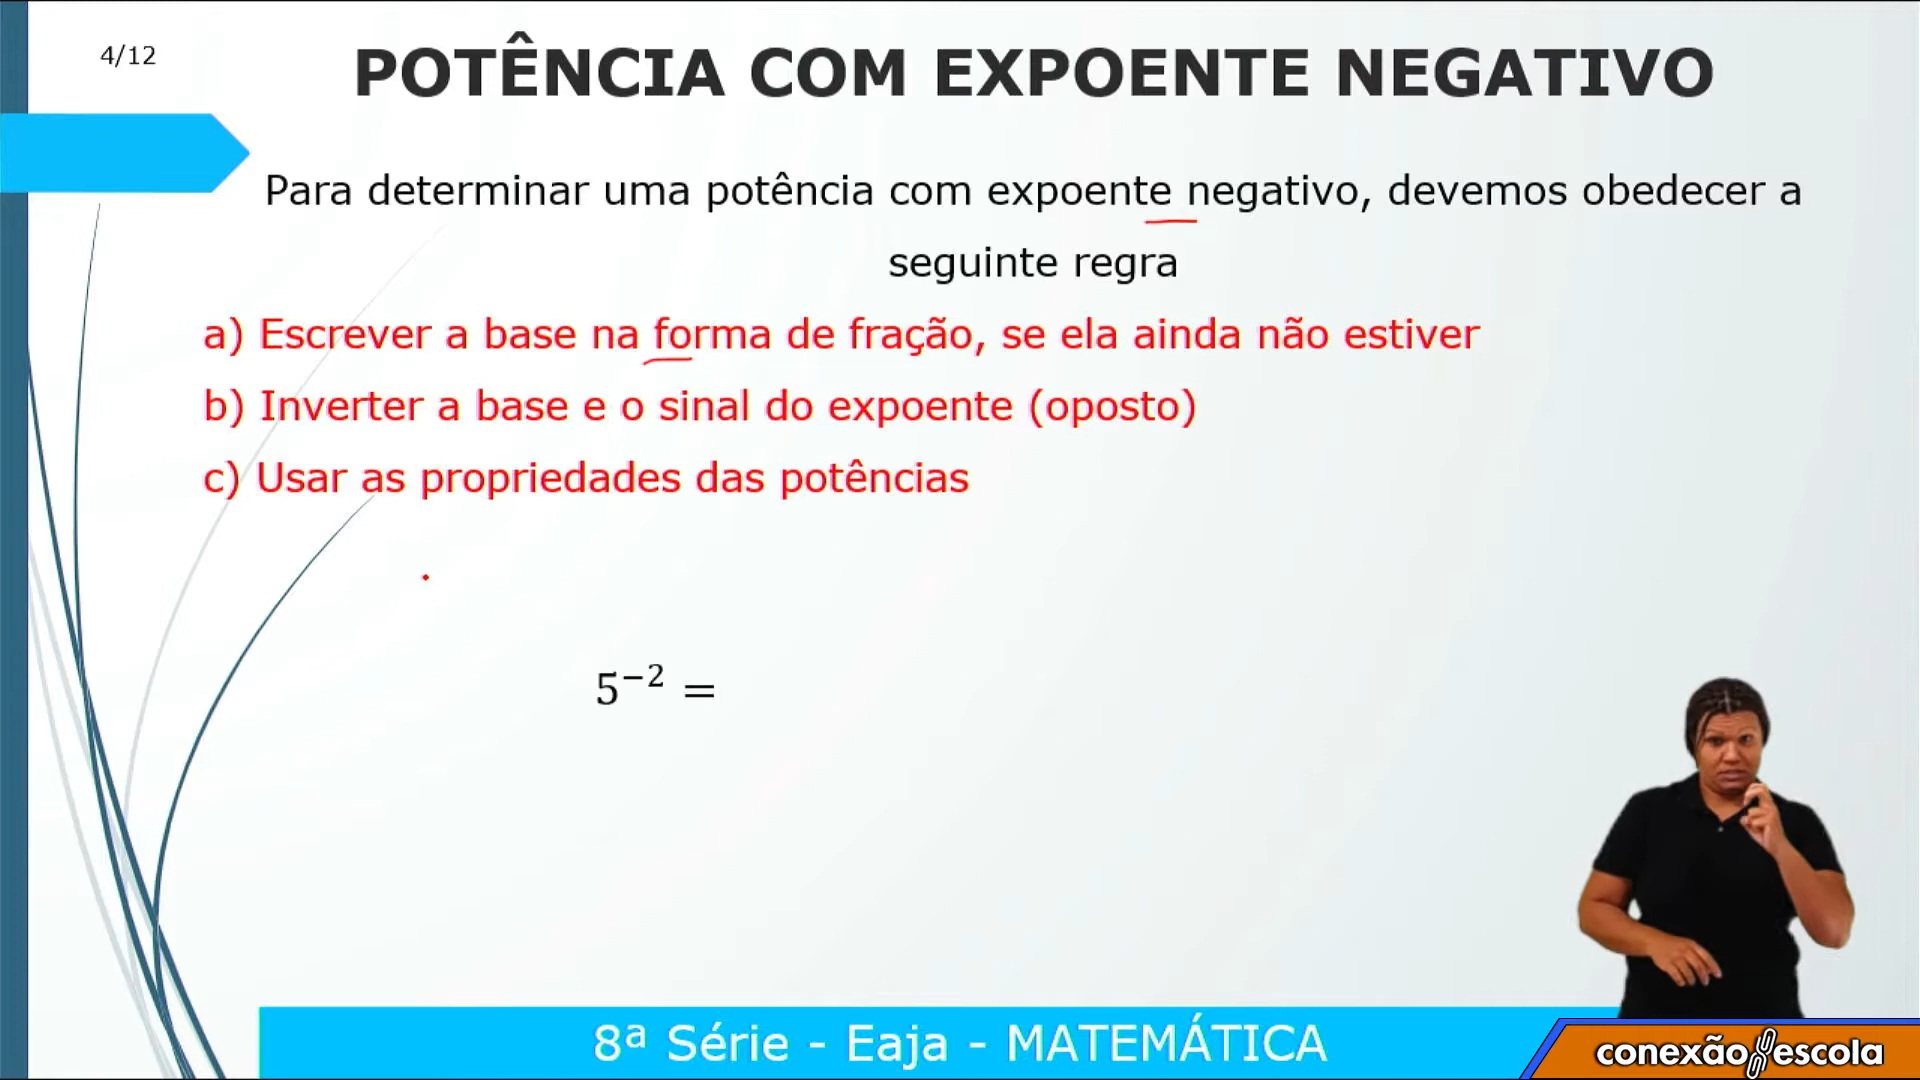 4/12
POTÊNCIA COM EXPOENTE NEGATIVO
Para determinar uma potência com expoente negativo, devemos obedecer a
seguinte regra
a) Escrever a base na forma de fração, se ela ainda não estiver
b) Inverter a base e o sinal do expoente (oposto)
c) Usar as propriedades das potências
5⁻² =
8ª Série - Eaja - MATEMÁTICA
conexão escola